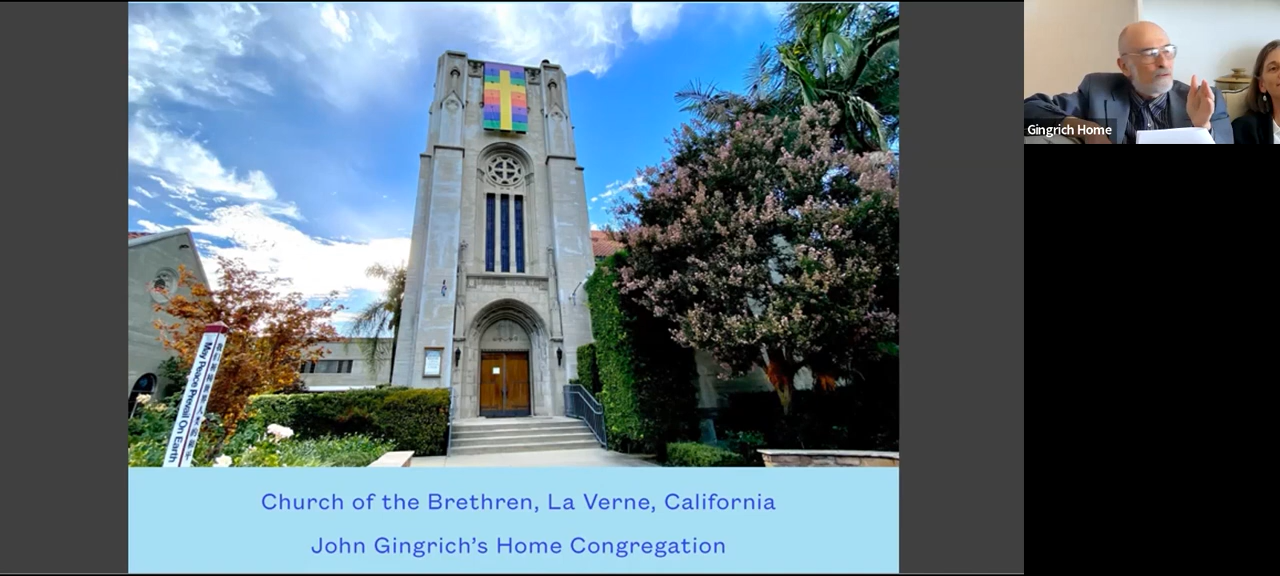 May Peace Prevail On Earth
Church of the Brethren, La Verne, California
John Gingrich's Home Congregation
Gingrich Home